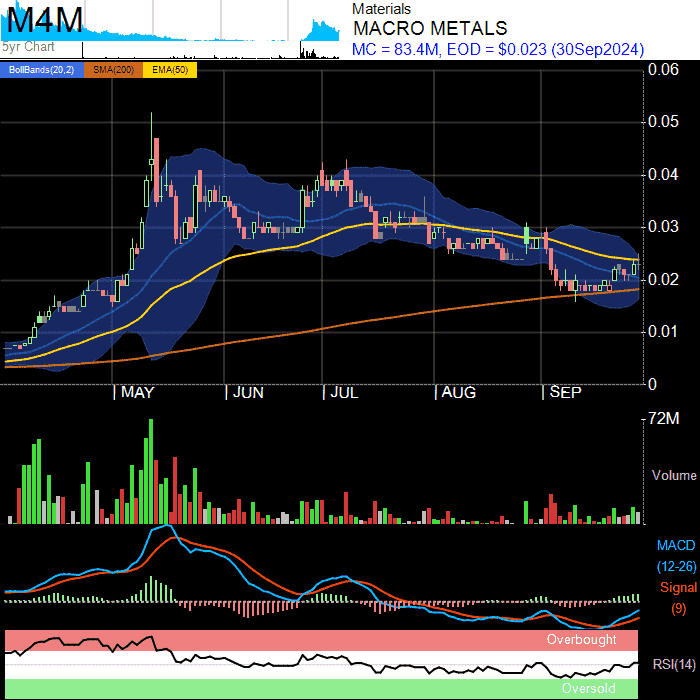 M4M
5yr Chart
Materials
MACRO METALS
MC = 83.4M, EOD = $0.023 (30Sep2024)
BollBands(20,2) SMA(200) EMA(50)
0.06
0.05
0.04
0.03
0.02
0.01
0
MAY JUN JUL AUG SEP
72M
Volume
MACD
(12-26)
Signal
(9)
Overbought
RSI(14)
Oversold